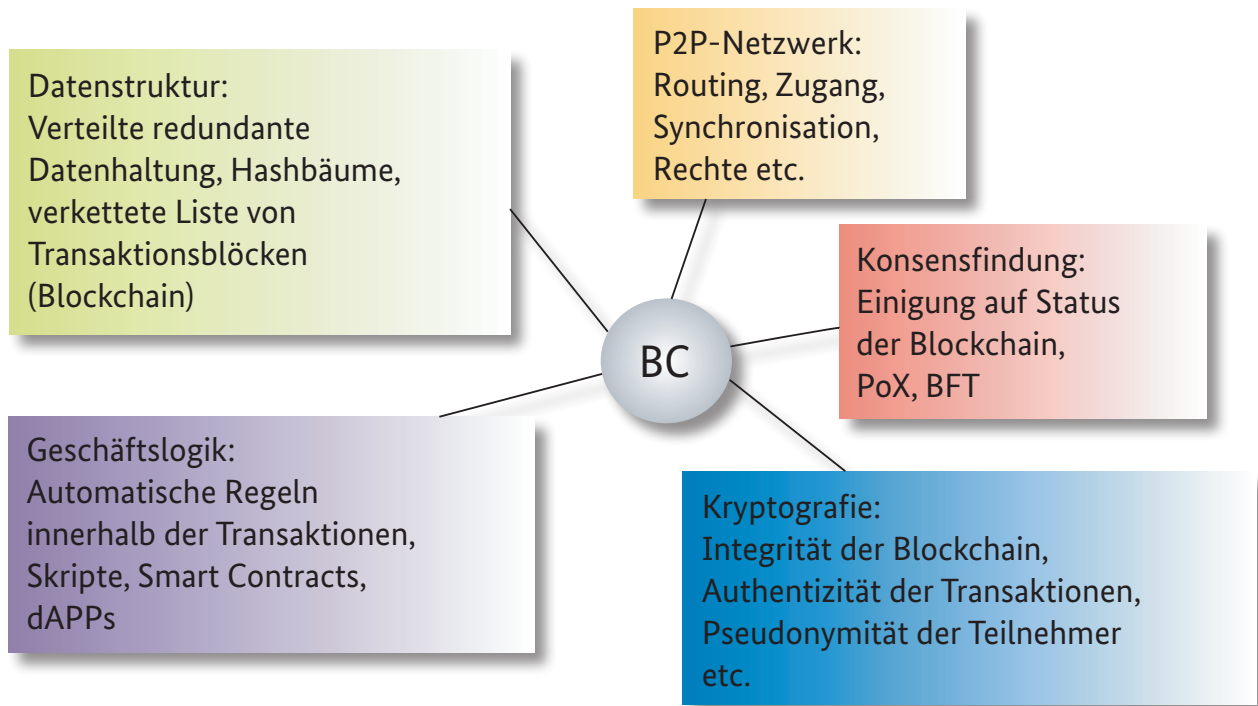 Datenstruktur:
Verteilte redundante
Datenhaltung, Hashbäume,
verkettete Liste von
Transaktionsblöcken
(Blockchain)
P2P-Netzwerk:
Routing, Zugang,
Synchronisation,
Rechte etc.
Konsensfindung:
Einigung auf Status
der Blockchain,
PoX, BFT
BC
Geschäftslogik:
Automatische Regeln
innerhalb der Transaktionen,
Skripte, Smart Contracts,
dAPPs
Kryptografie:
Integrität der Blockchain,
Authentizität der Transaktionen,
Pseudonymität der Teilnehmer
etc.